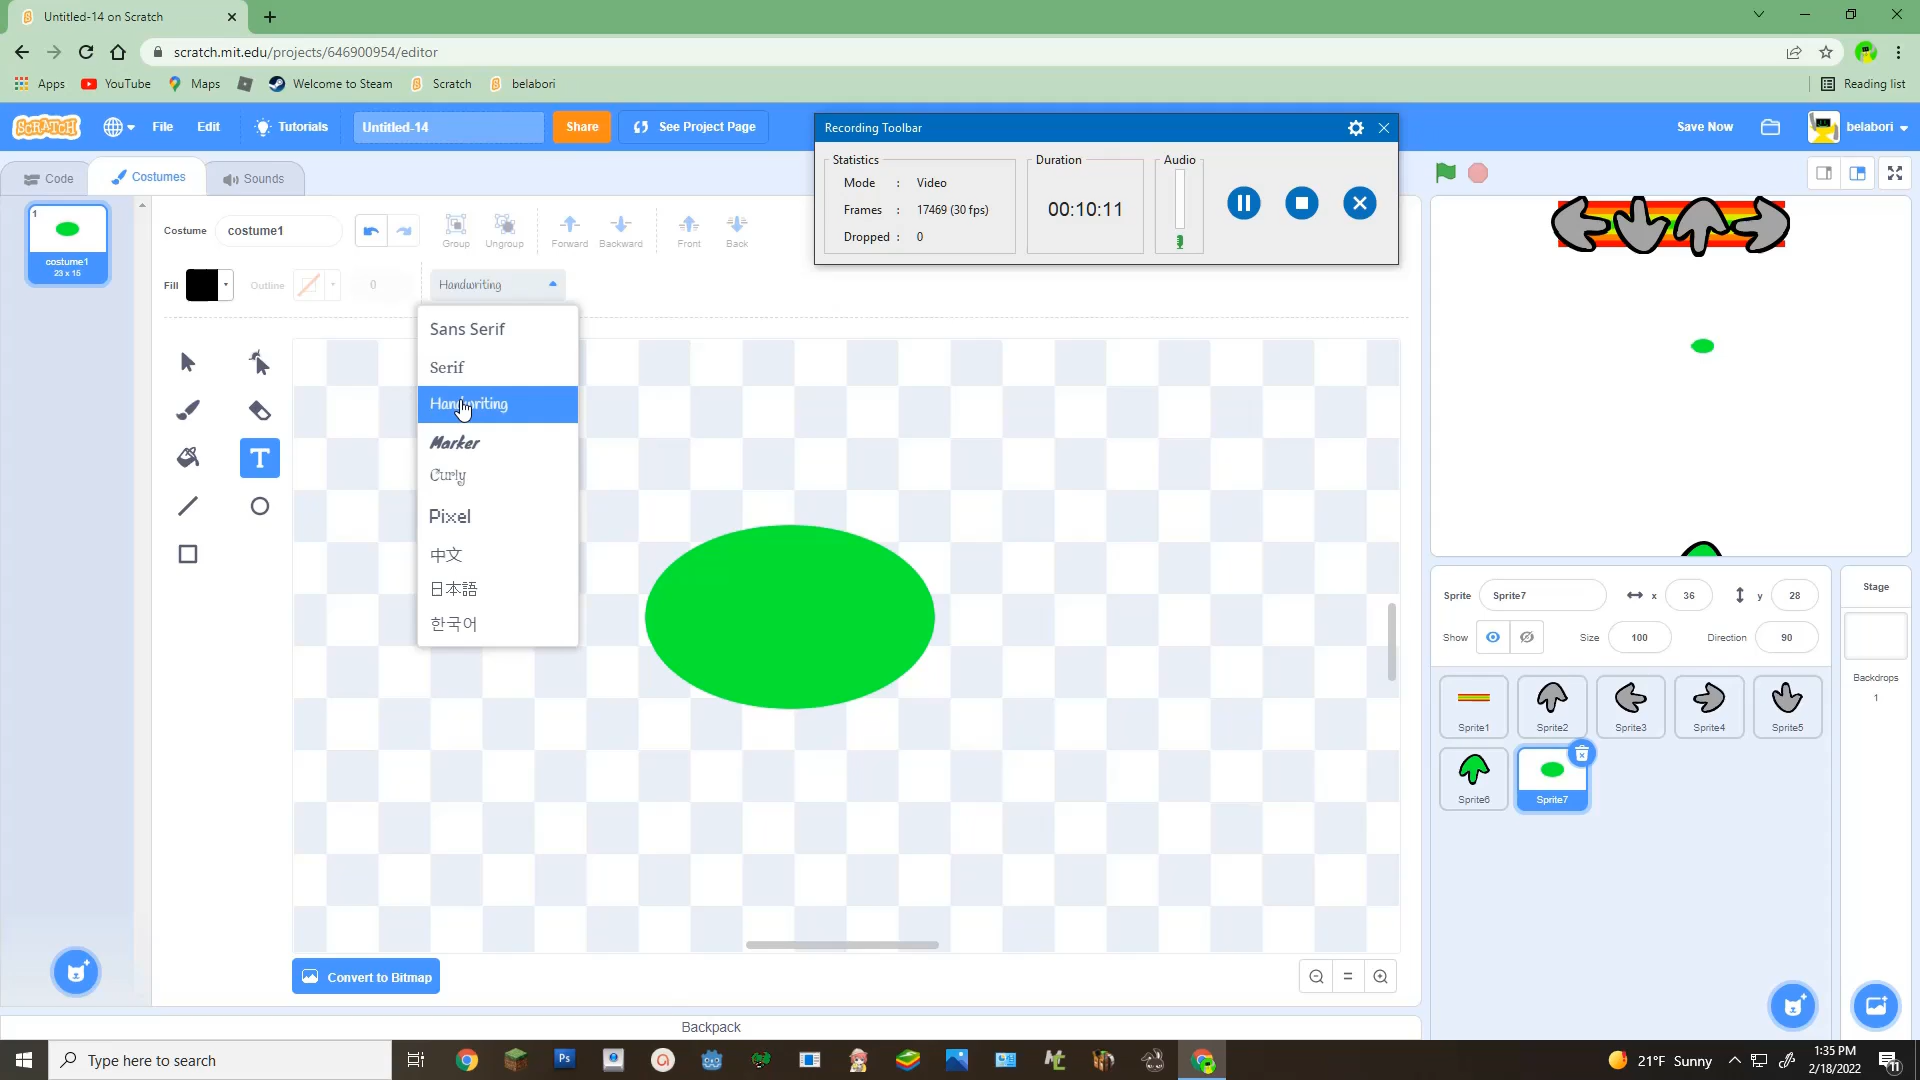 Untitled-14 on Scratch
scratch.mit.edu/projects/646900954/editor
Apps YouTube Maps Welcome to Steam Scratch belabori Reading list
SCRATCH File Edit Tutorials Untitled-14 Share See Project Page Save Now belabori
Recording Toolbar
Statistics Duration Audio
Mode : Video
Frames : 17469 (30 fps)
Dropped : 0
00:10:11
Code Costumes Sounds
1
costume1
23 x 15
Costume costume1 Group Ungroup Forward Backward Front Back
Fill Outline 0 Handwriting
Sans Serif
Serif
Handwriting
Marker
Curly
Pixel
中文
日本語
한국어
T
Convert to Bitmap
Backpack
Sprite Sprite7 x 36 y 28
Show Size 100 Direction 90
Stage
Backdrops
1
Sprite1 Sprite2 Sprite3 Sprite4 Sprite5
Sprite6 Sprite7
Type here to search
Ps
21°F Sunny
1:35 PM
2/18/2022
11